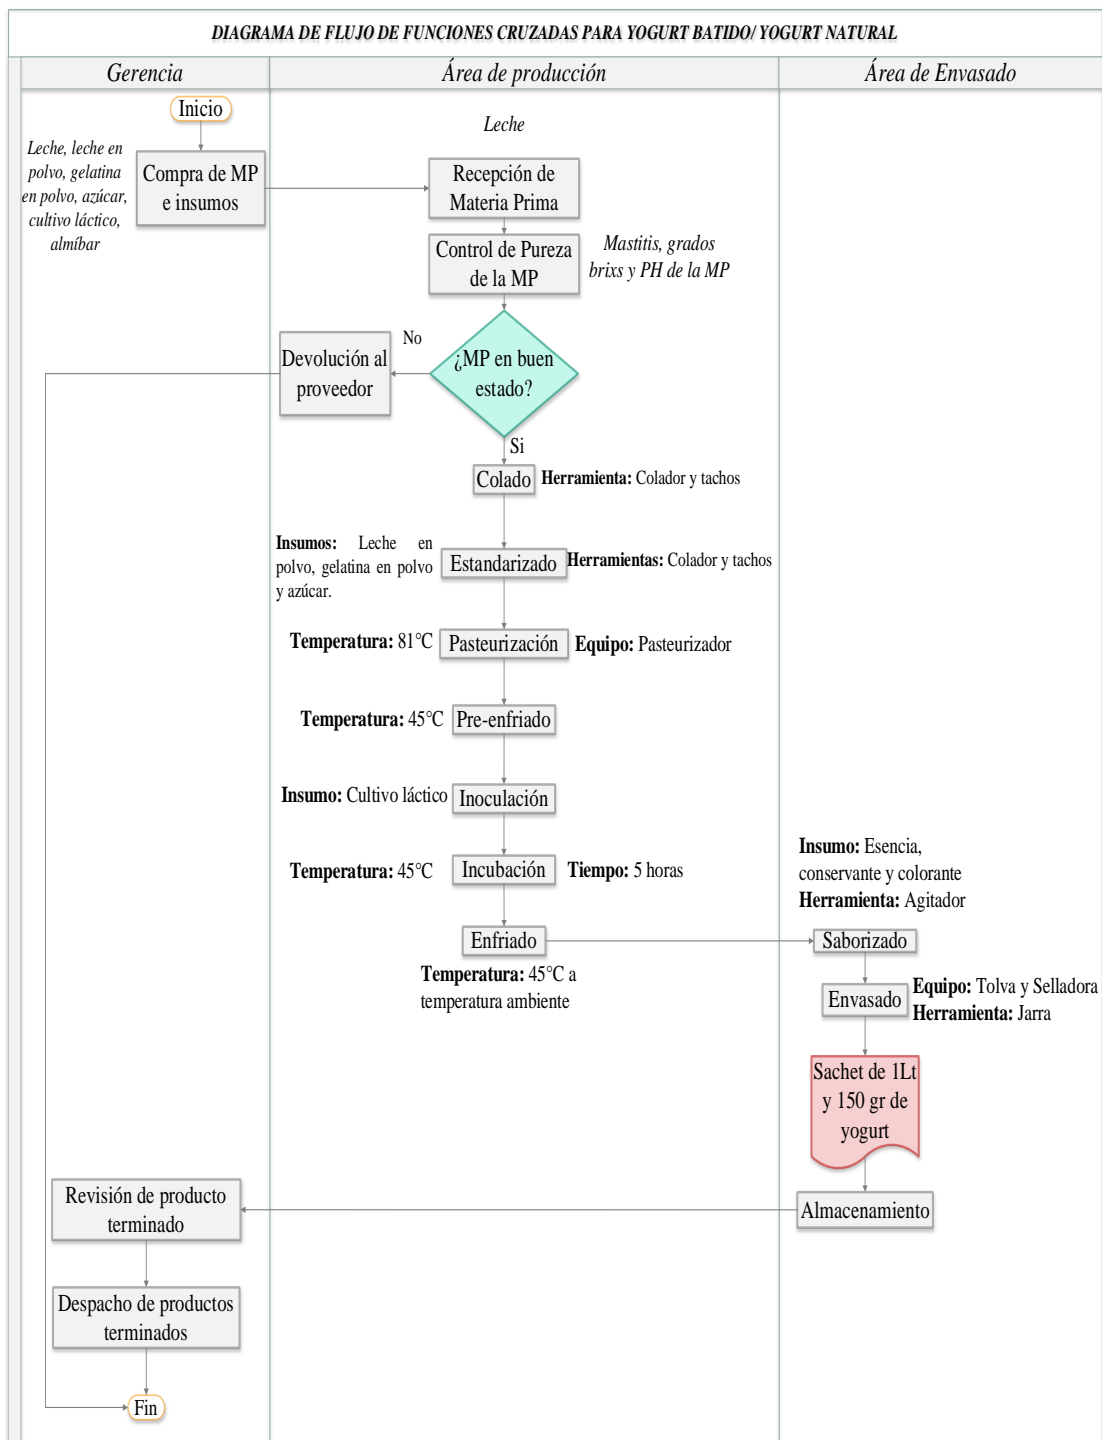 DIAGRAMA DE FLUJO DE FUNCIONES CRUZADAS PARA YOGURT BATIDO/ YOGURT NATURAL
Gerencia
Área de producción
Área de Envasado
Inicio
Leche
Leche, leche en
polvo, gelatina
en polvo, azúcar,
cultivo láctico,
almíbar
Compra de MP
e insumos
Recepción de
Materia Prima
Control de Pureza
de la MP
Mastitis, grados
brixs y PH de la MP
Devolución al
proveedor
No
¿MP en buen
estado?
Si
Colado
Herramienta: Colador y tachos
Insumos: Leche en
polvo, gelatina en polvo
y azúcar.
Estandarizado
Herramientas: Colador y tachos
Temperatura: 81°C
Pasteurización
Equipo: Pasteurizador
Temperatura: 45°C
Pre-enfriado
Insumo: Cultivo láctico
Inoculación
Temperatura: 45°C
Incubación
Tiempo: 5 horas
Insumo: Esencia,
conservante y colorante
Herramienta: Agitador
Enfriado
Temperatura: 45°C a
temperatura ambiente
Saborizado
Envasado
Equipo: Tolva y Selladora
Herramienta: Jarra
Sachet de 1Lt
y 150 gr de
yogurt
Almacenamiento
Revisión de producto
terminado
Despacho de productos
terminados
Fin